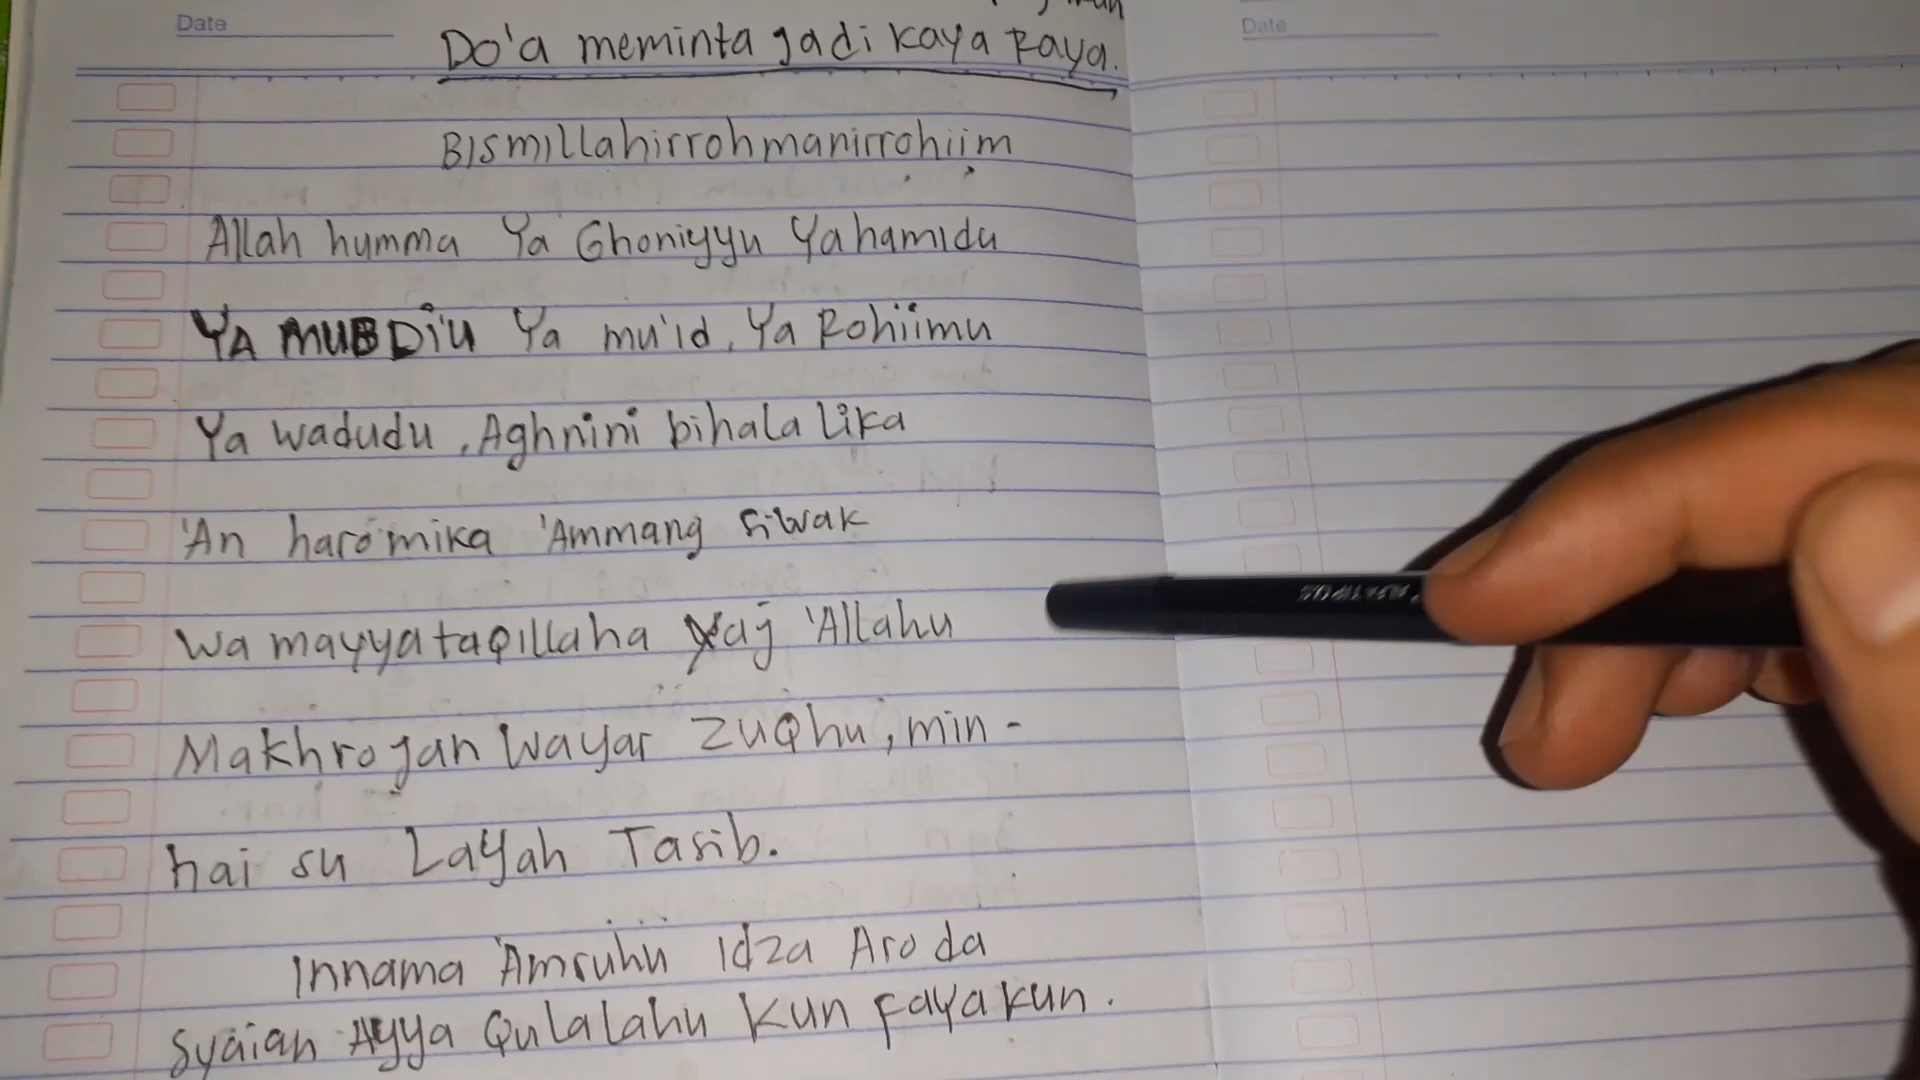 Date
Date
Do'a meminta jadi kaya Raya.
Bismillahirrohmanirrohiim
Allah humma Ya Ghoniyyu Yahamidu
YA MUBDI'U Ya mu'id, Ya Rohiimu
Ya wadudu, Aghnini bihala lika
'An haromika 'Ammang siwak
Wa mayyataqillaha yaj 'Allahu
Makhrojan Wayar zuqhu, min -
hai su Layah Tasib.
Innama Amruhu Idza Aroda
Syaian Ayya Qulalahu Kun Fayakun.